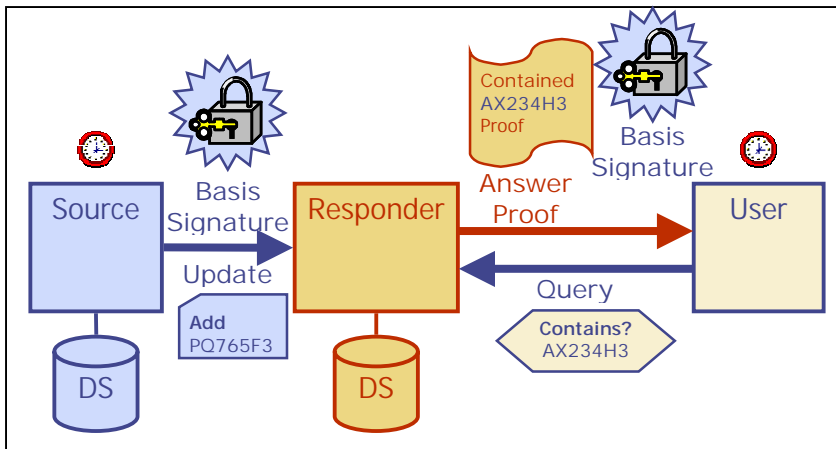 Source
DS
Basis
Signature
Update
Add
PQ765F3
Responder
DS
Contained
AX234H3
Proof
Basis
Signature
Answer
Proof
Query
Contains?
AX234H3
User